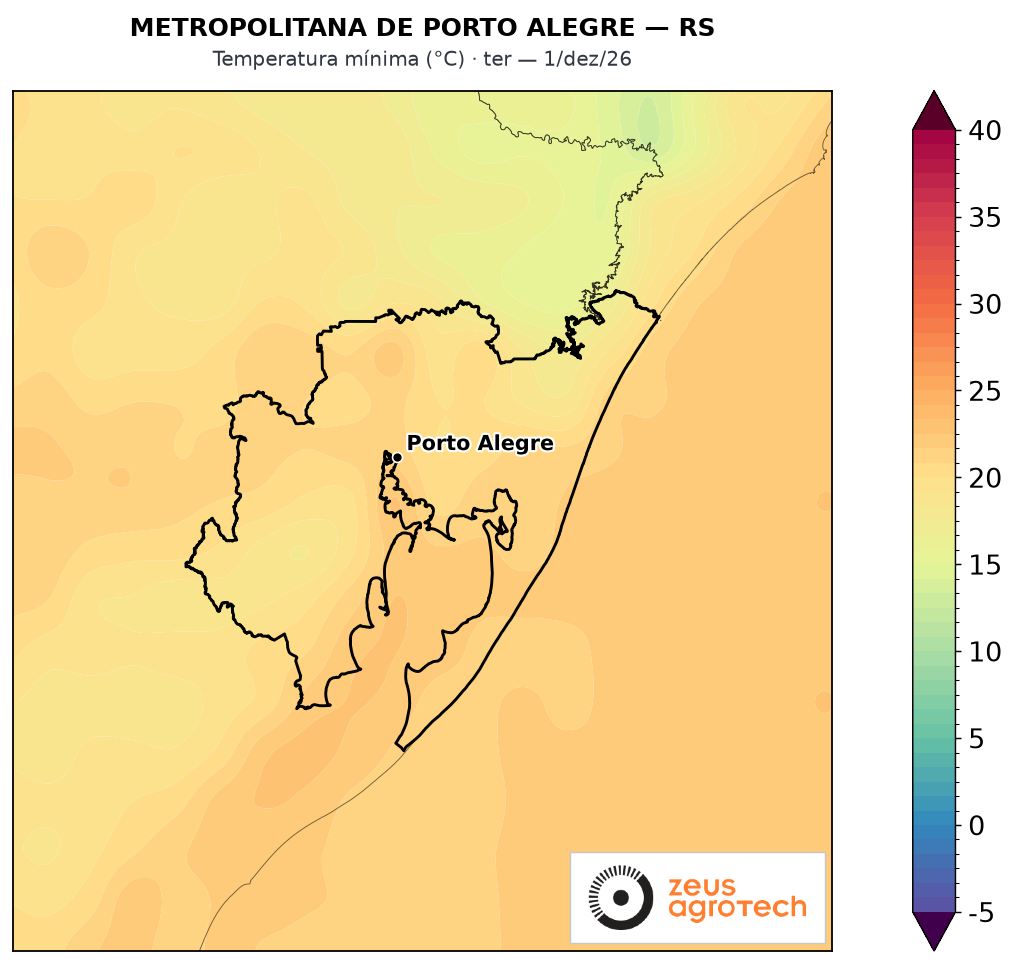 METROPOLITANA DE PORTO ALEGRE — RS
Temperatura mínima (°C) · ter — 1/dez/26
40
35
30
25
20
15
10
5
0
-5
Porto Alegre
zeus
agrotech